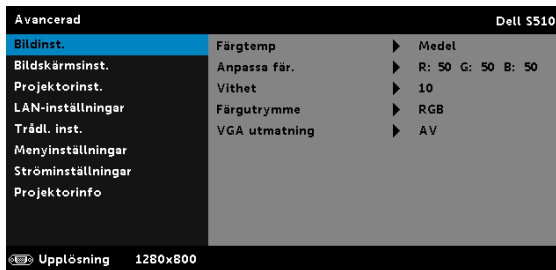 Avancerad Dell S510
Bildinst. Färgtemp Medel
Bildskärmsinst. Anpassa fär. R: 50 G: 50 B: 50
Projektorinst. Vithet 10
LAN-inställningar Färgutrymme RGB
Trådl. inst. VGA utmatning AV
Menyinställningar
Ströminställningar
Projektorinfo
Upplösning 1280x800